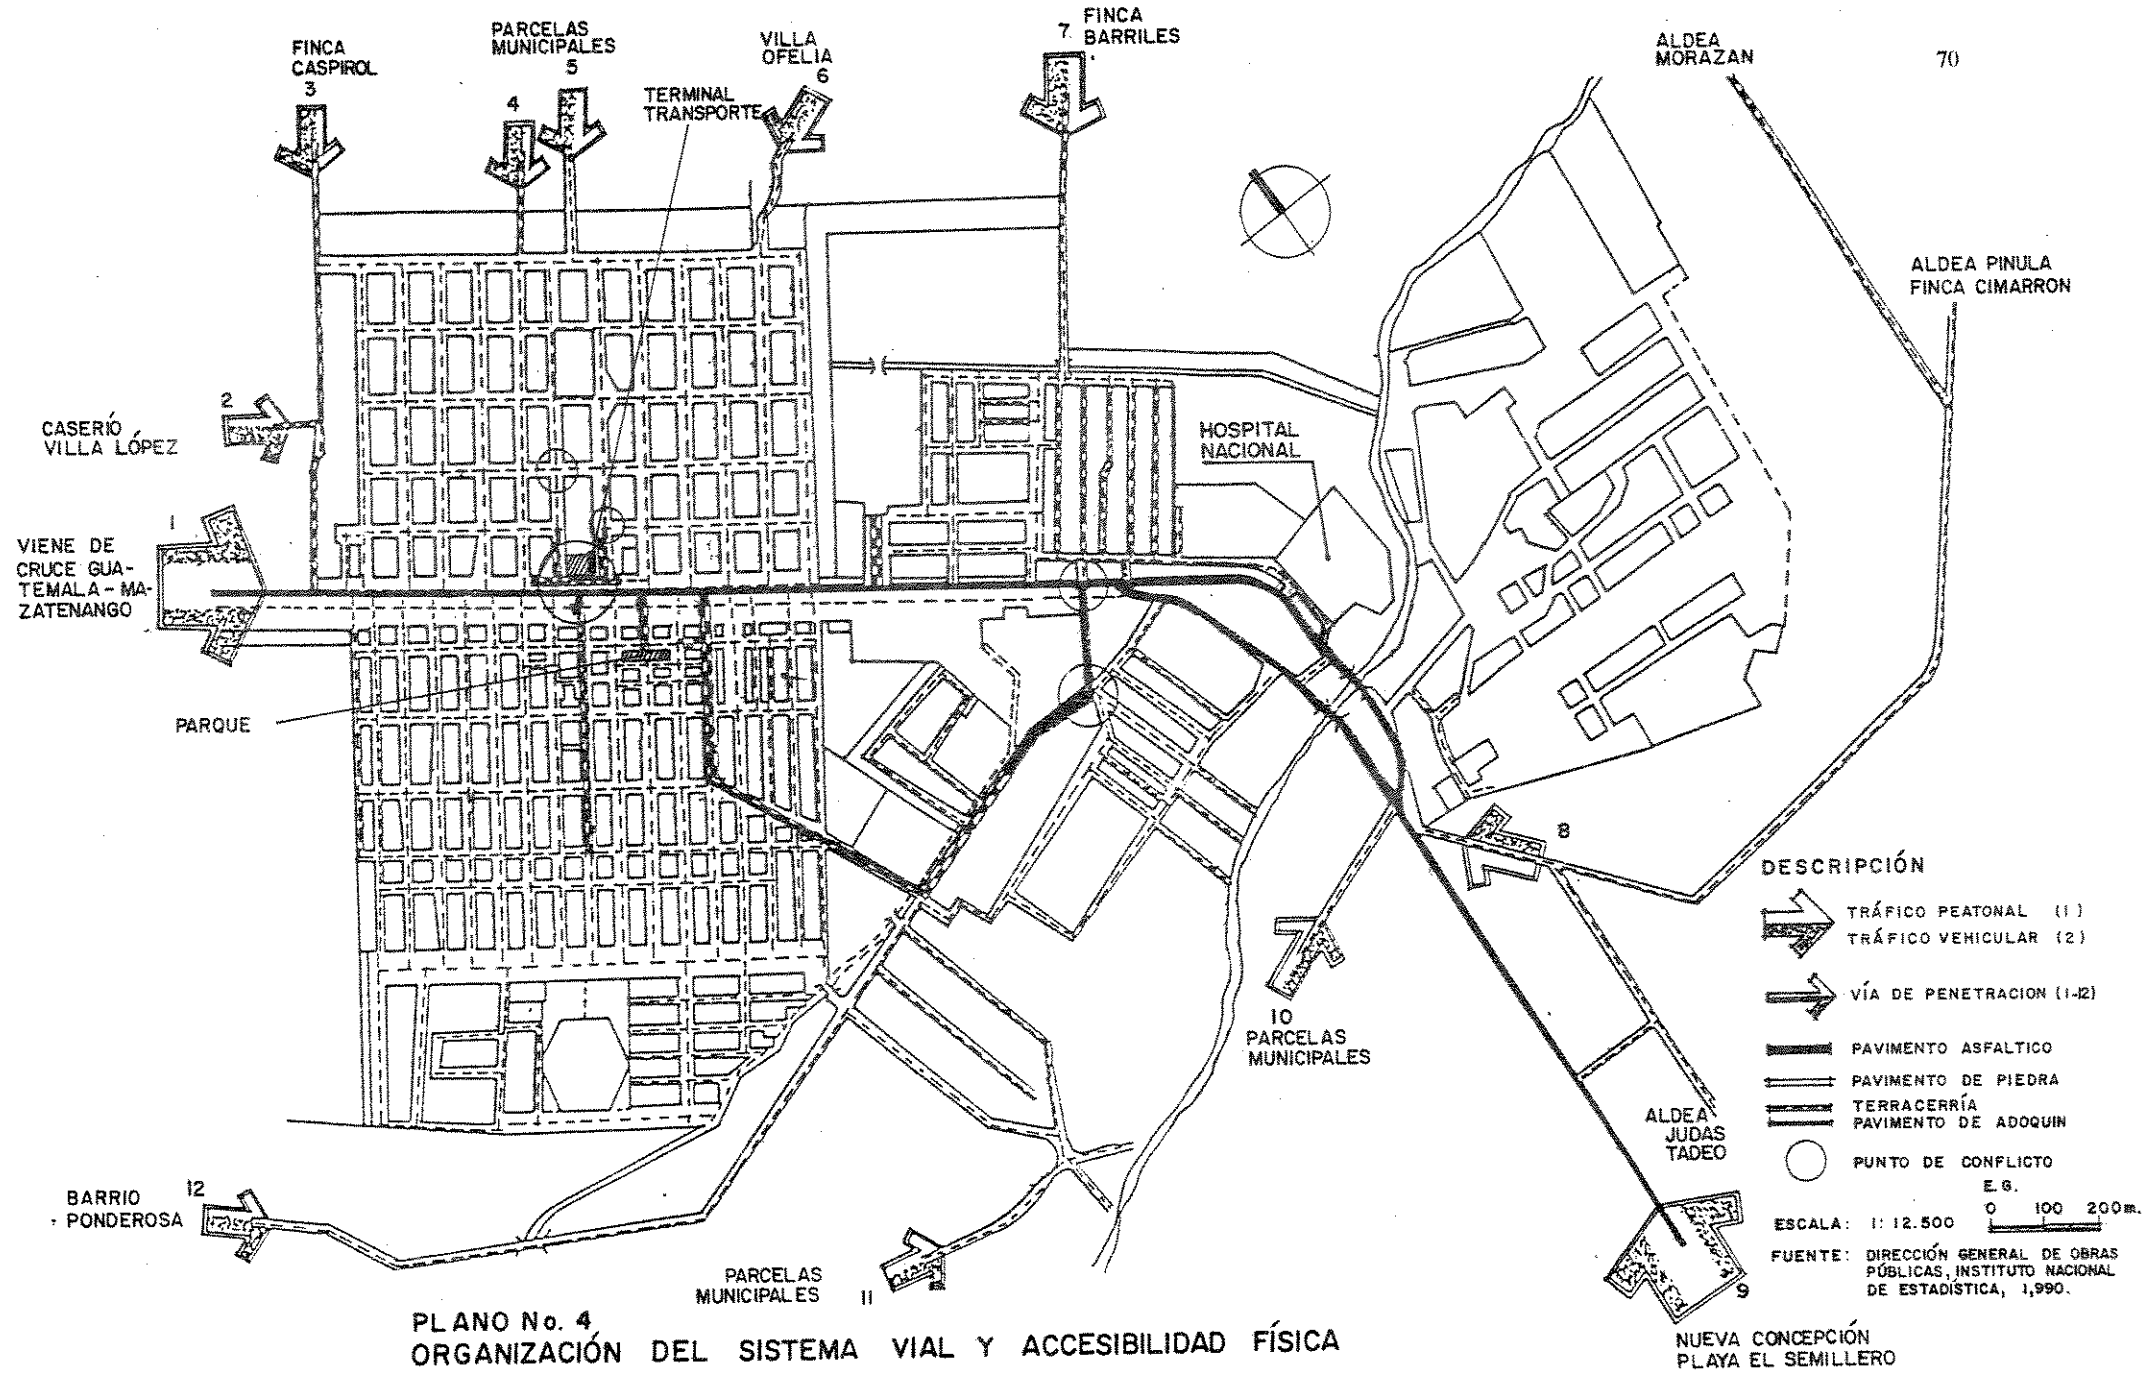 70
FINCA
CASPIROL
3
4
PARCELAS
MUNICIPALES
5
TERMINAL
TRANSPORTE
VILLA
OFELIA
6
7
FINCA
BARRILES
ALDEA
MORAZAN
ALDEA PINULA
FINCA CIMARRON
2
CASERÍO
VILLA LÓPEZ
HOSPITAL
NACIONAL
1
VIENE DE
CRUCE GUA-
TEMALA-MA-
ZATENANGO
PARQUE
8
10
PARCELAS
MUNICIPALES
ALDEA
JUDAS
TADEO
BARRIO
PONDEROSA
12
PARCELAS
MUNICIPALES
11
9
NUEVA CONCEPCIÓN
PLAYA EL SEMILLERO
DESCRIPCIÓN
TRÁFICO PEATONAL (1)
TRÁFICO VEHICULAR (2)
VÍA DE PENETRACION (1-12)
PAVIMENTO ASFALTICO
PAVIMENTO DE PIEDRA
TERRACERRÍA
PAVIMENTO DE ADOQUIN
PUNTO DE CONFLICTO
E.G.
0 100 200m.
ESCALA: 1:12.500
FUENTE: DIRECCIÓN GENERAL DE OBRAS
PÚBLICAS, INSTITUTO NACIONAL
DE ESTADÍSTICA, 1,990.
PLANO No. 4
ORGANIZACIÓN DEL SISTEMA VIAL Y ACCESIBILIDAD FÍSICA